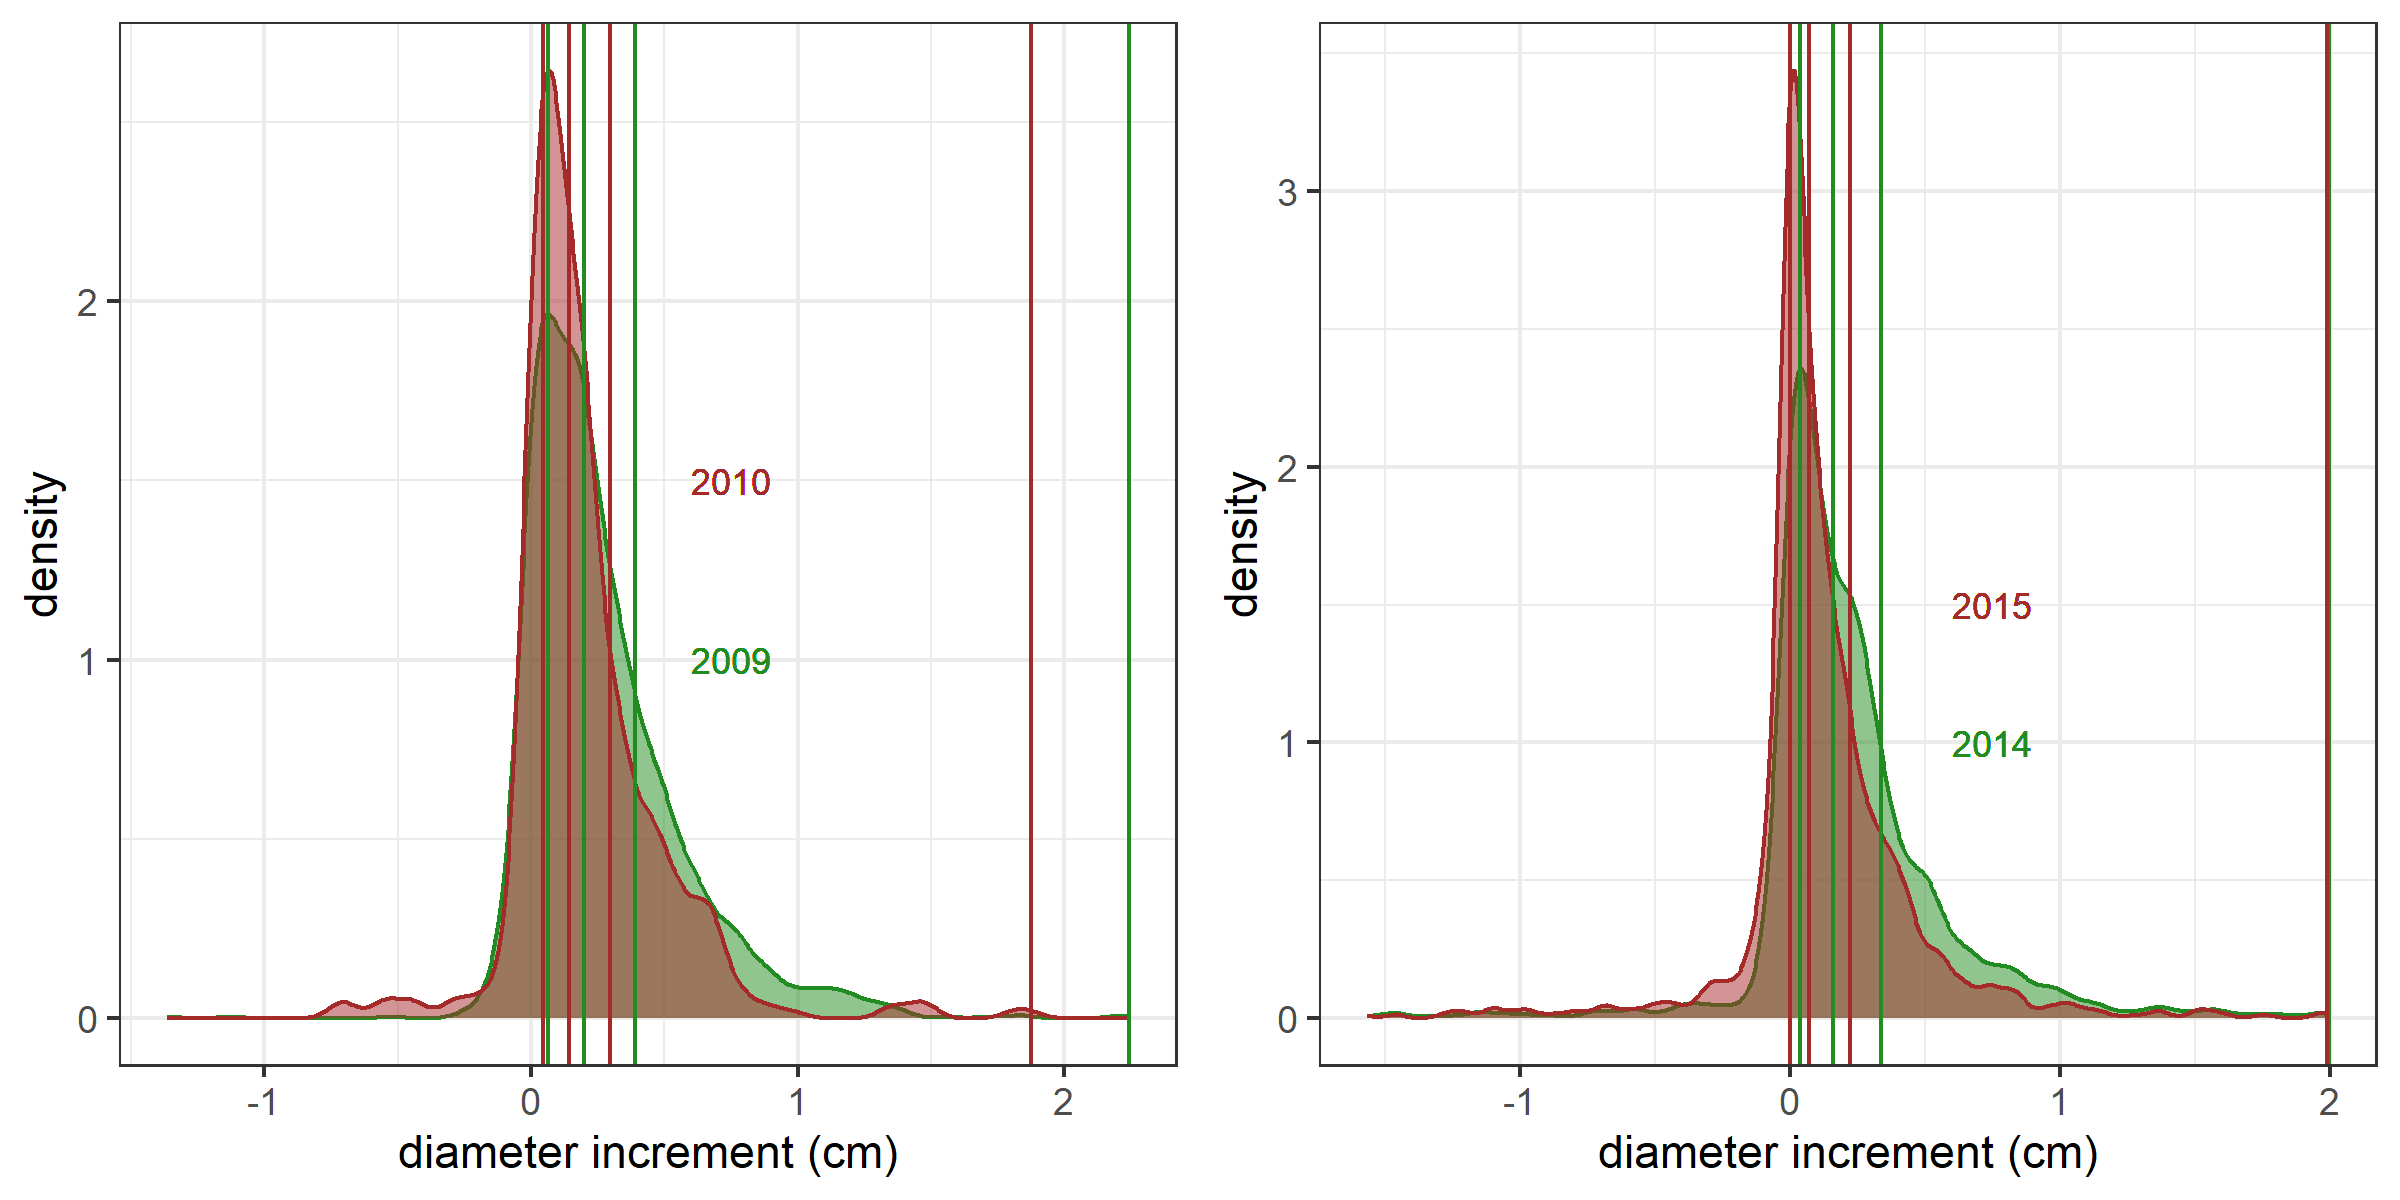 density
2
1
0
2010
2009
-1 0 1 2
diameter increment (cm)
density
3
2
1
0
2015
2014
-1 0 1 2
diameter increment (cm)